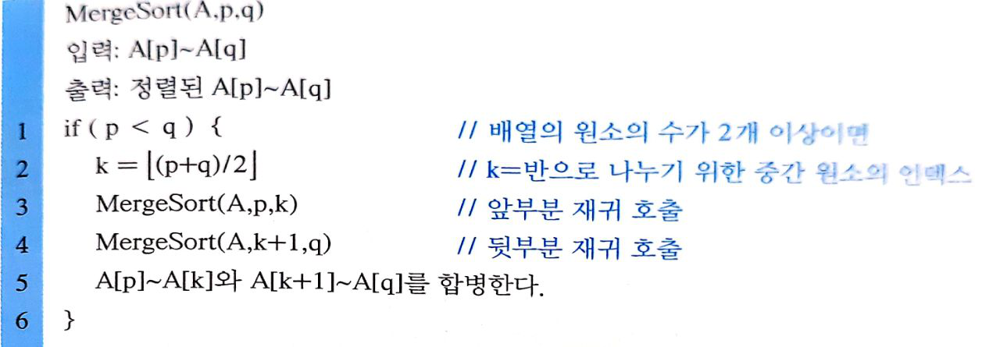 MergeSort(A,p,q)
입력: A[p]~A[q]
출력: 정렬된 A[p]~A[q]
1 if ( p < q ) { // 배열의 원소의 수가 2개 이상이면
2 k = ⌊(p+q)/2⌋ // k=반으로 나누기 위한 중간 원소의 인덱스
3 MergeSort(A,p,k) // 앞부분 재귀 호출
4 MergeSort(A,k+1,q) // 뒷부분 재귀 호출
5 A[p]~A[k]와 A[k+1]~A[q]를 합병한다.
6 }